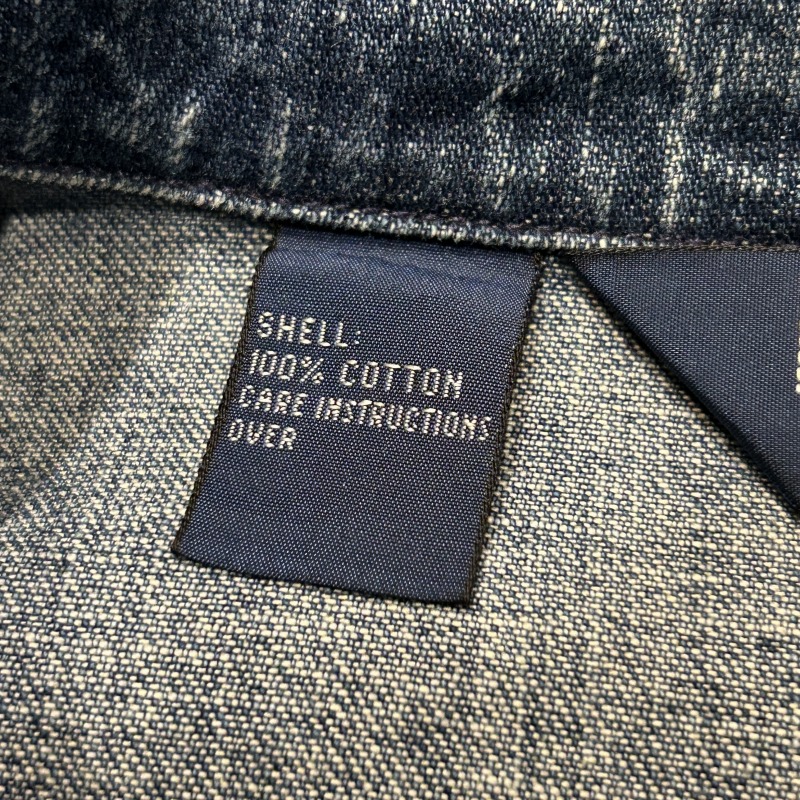 SHELL:
100% COTTON
CARE INSTRUCTIONS
OVER